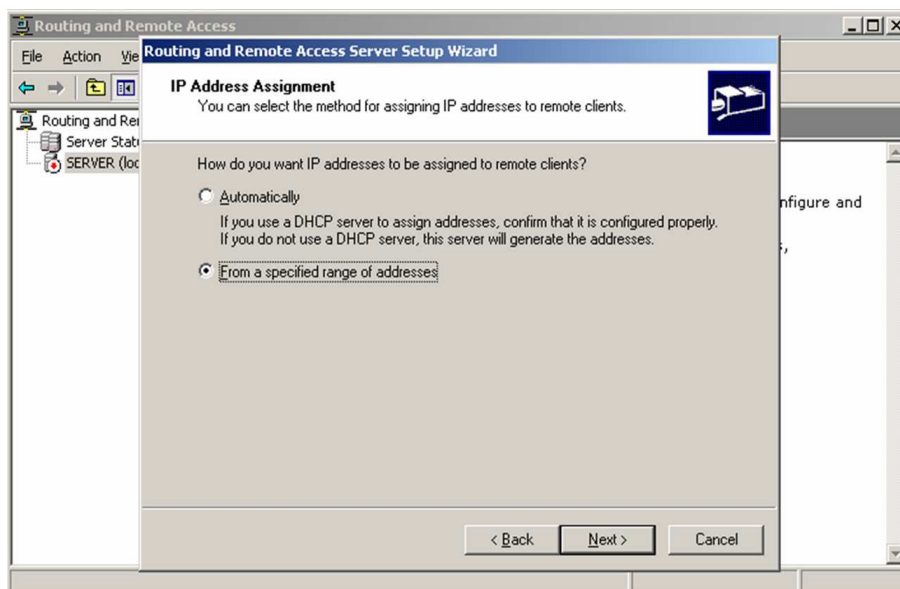 Routing and Remote Access
File Action Vie
Routing and Remote Access Server Setup Wizard
IP Address Assignment
You can select the method for assigning IP addresses to remote clients.
Routing and Rem
Server Statu
SERVER (loc
How do you want IP addresses to be assigned to remote clients?
Automatically
If you use a DHCP server to assign addresses, confirm that it is configured properly.
If you do not use a DHCP server, this server will generate the addresses.
From a specified range of addresses
nfigure and
< Back Next > Cancel